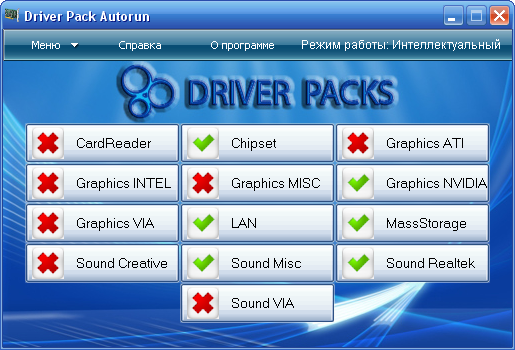 Driver Pack Autorun
Меню Справка О программе Режим работы: Интеллектуальный
DRIVER PACKS
CardReader Chipset Graphics ATI
Graphics INTEL Graphics MISC Graphics NVIDIA
Graphics VIA LAN MassStorage
Sound Creative Sound Misc Sound Realtek
Sound VIA